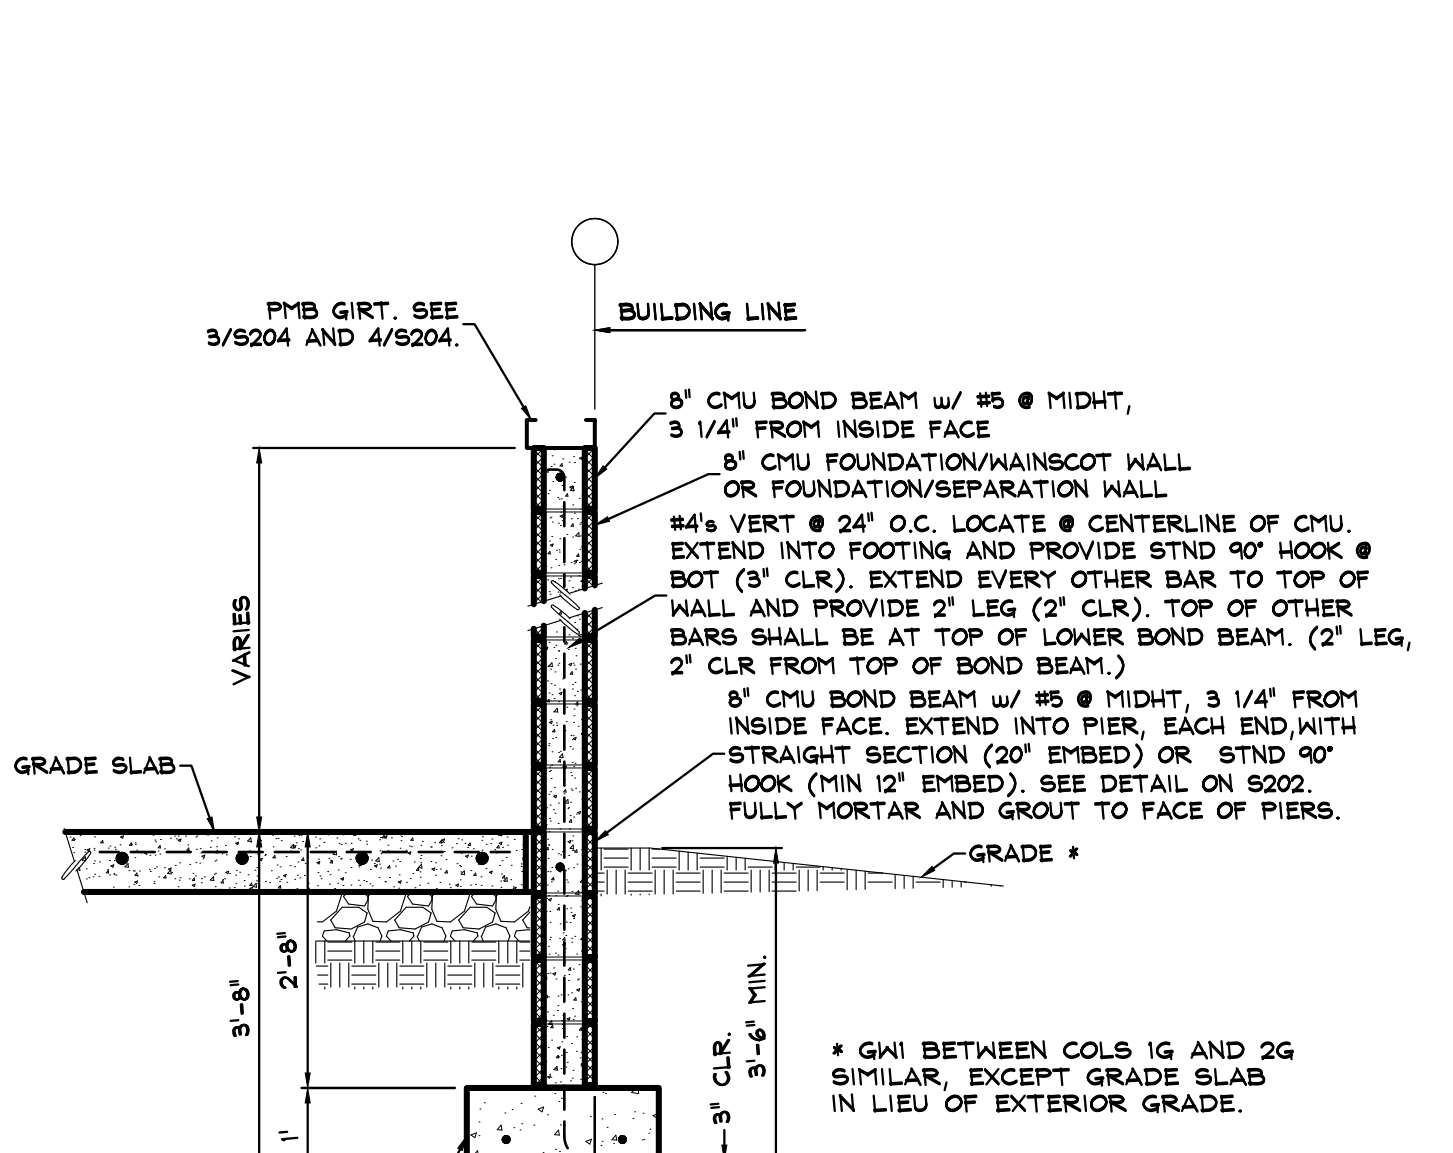 PMB GIRT. SEE
3/S204 AND 4/S204.
BUILDING LINE
8" CMU BOND BEAM w/ #5 @ MIDHT,
3 1/4" FROM INSIDE FACE
8" CMU FOUNDATION/WAINSCOT WALL
OR FOUNDATION/SEPARATION WALL
#4's VERT @ 24" O.C. LOCATE @ CENTERLINE OF CMU.
EXTEND INTO FOOTING AND PROVIDE STND 90° HOOK @
BOT (3" CLR). EXTEND EVERY OTHER BAR TO TOP OF
WALL AND PROVIDE 2" LEG (2" CLR). TOP OF OTHER
BARS SHALL BE AT TOP OF LOWER BOND BEAM. (2" LEG,
2" CLR FROM TOP OF BOND BEAM.)
VARIES
8" CMU BOND BEAM w/ #5 @ MIDHT, 3 1/4" FROM
INSIDE FACE. EXTEND INTO PIER, EACH END,WITH
STRAIGHT SECTION (20" EMBED) OR STND 90°
HOOK (MIN 12" EMBED). SEE DETAIL ON S202.
FULLY MORTAR AND GROUT TO FACE OF PIERS.
GRADE SLAB
GRADE *
2'-8"
3'-8"
3'-6" MIN.
3" CLR.
* GW1 BETWEEN COLS 1G AND 2G
SIMILAR, EXCEPT GRADE SLAB
IN LIEU OF EXTERIOR GRADE.
1'